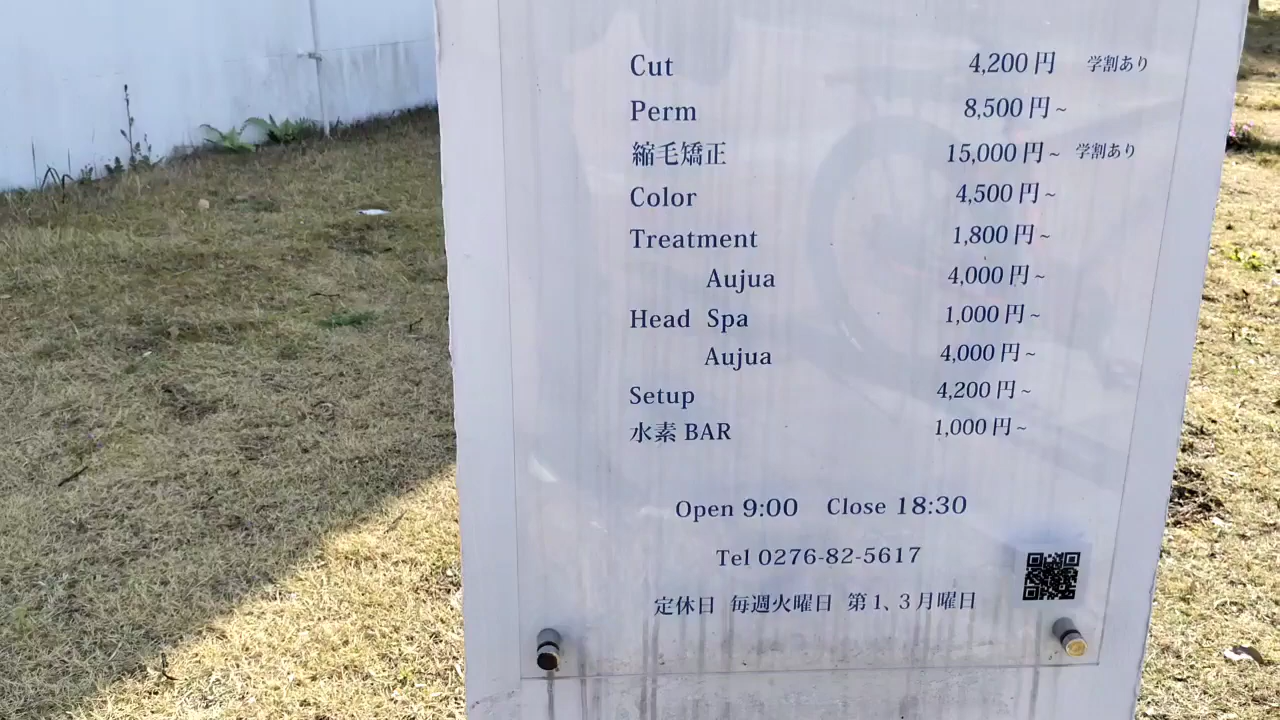 Cut 4,200円 学割あり
Perm 8,500円~
縮毛矯正 15,000円~ 学割あり
Color 4,500円~
Treatment 1,800円~
Aujua 4,000円~
Head Spa 1,000円~
Aujua 4,000円~
Setup 4,200円~
水素 BAR 1,000円~
Open 9:00 Close 18:30
Tel 0276-82-5617
定休日 毎週火曜日 第1、3月曜日